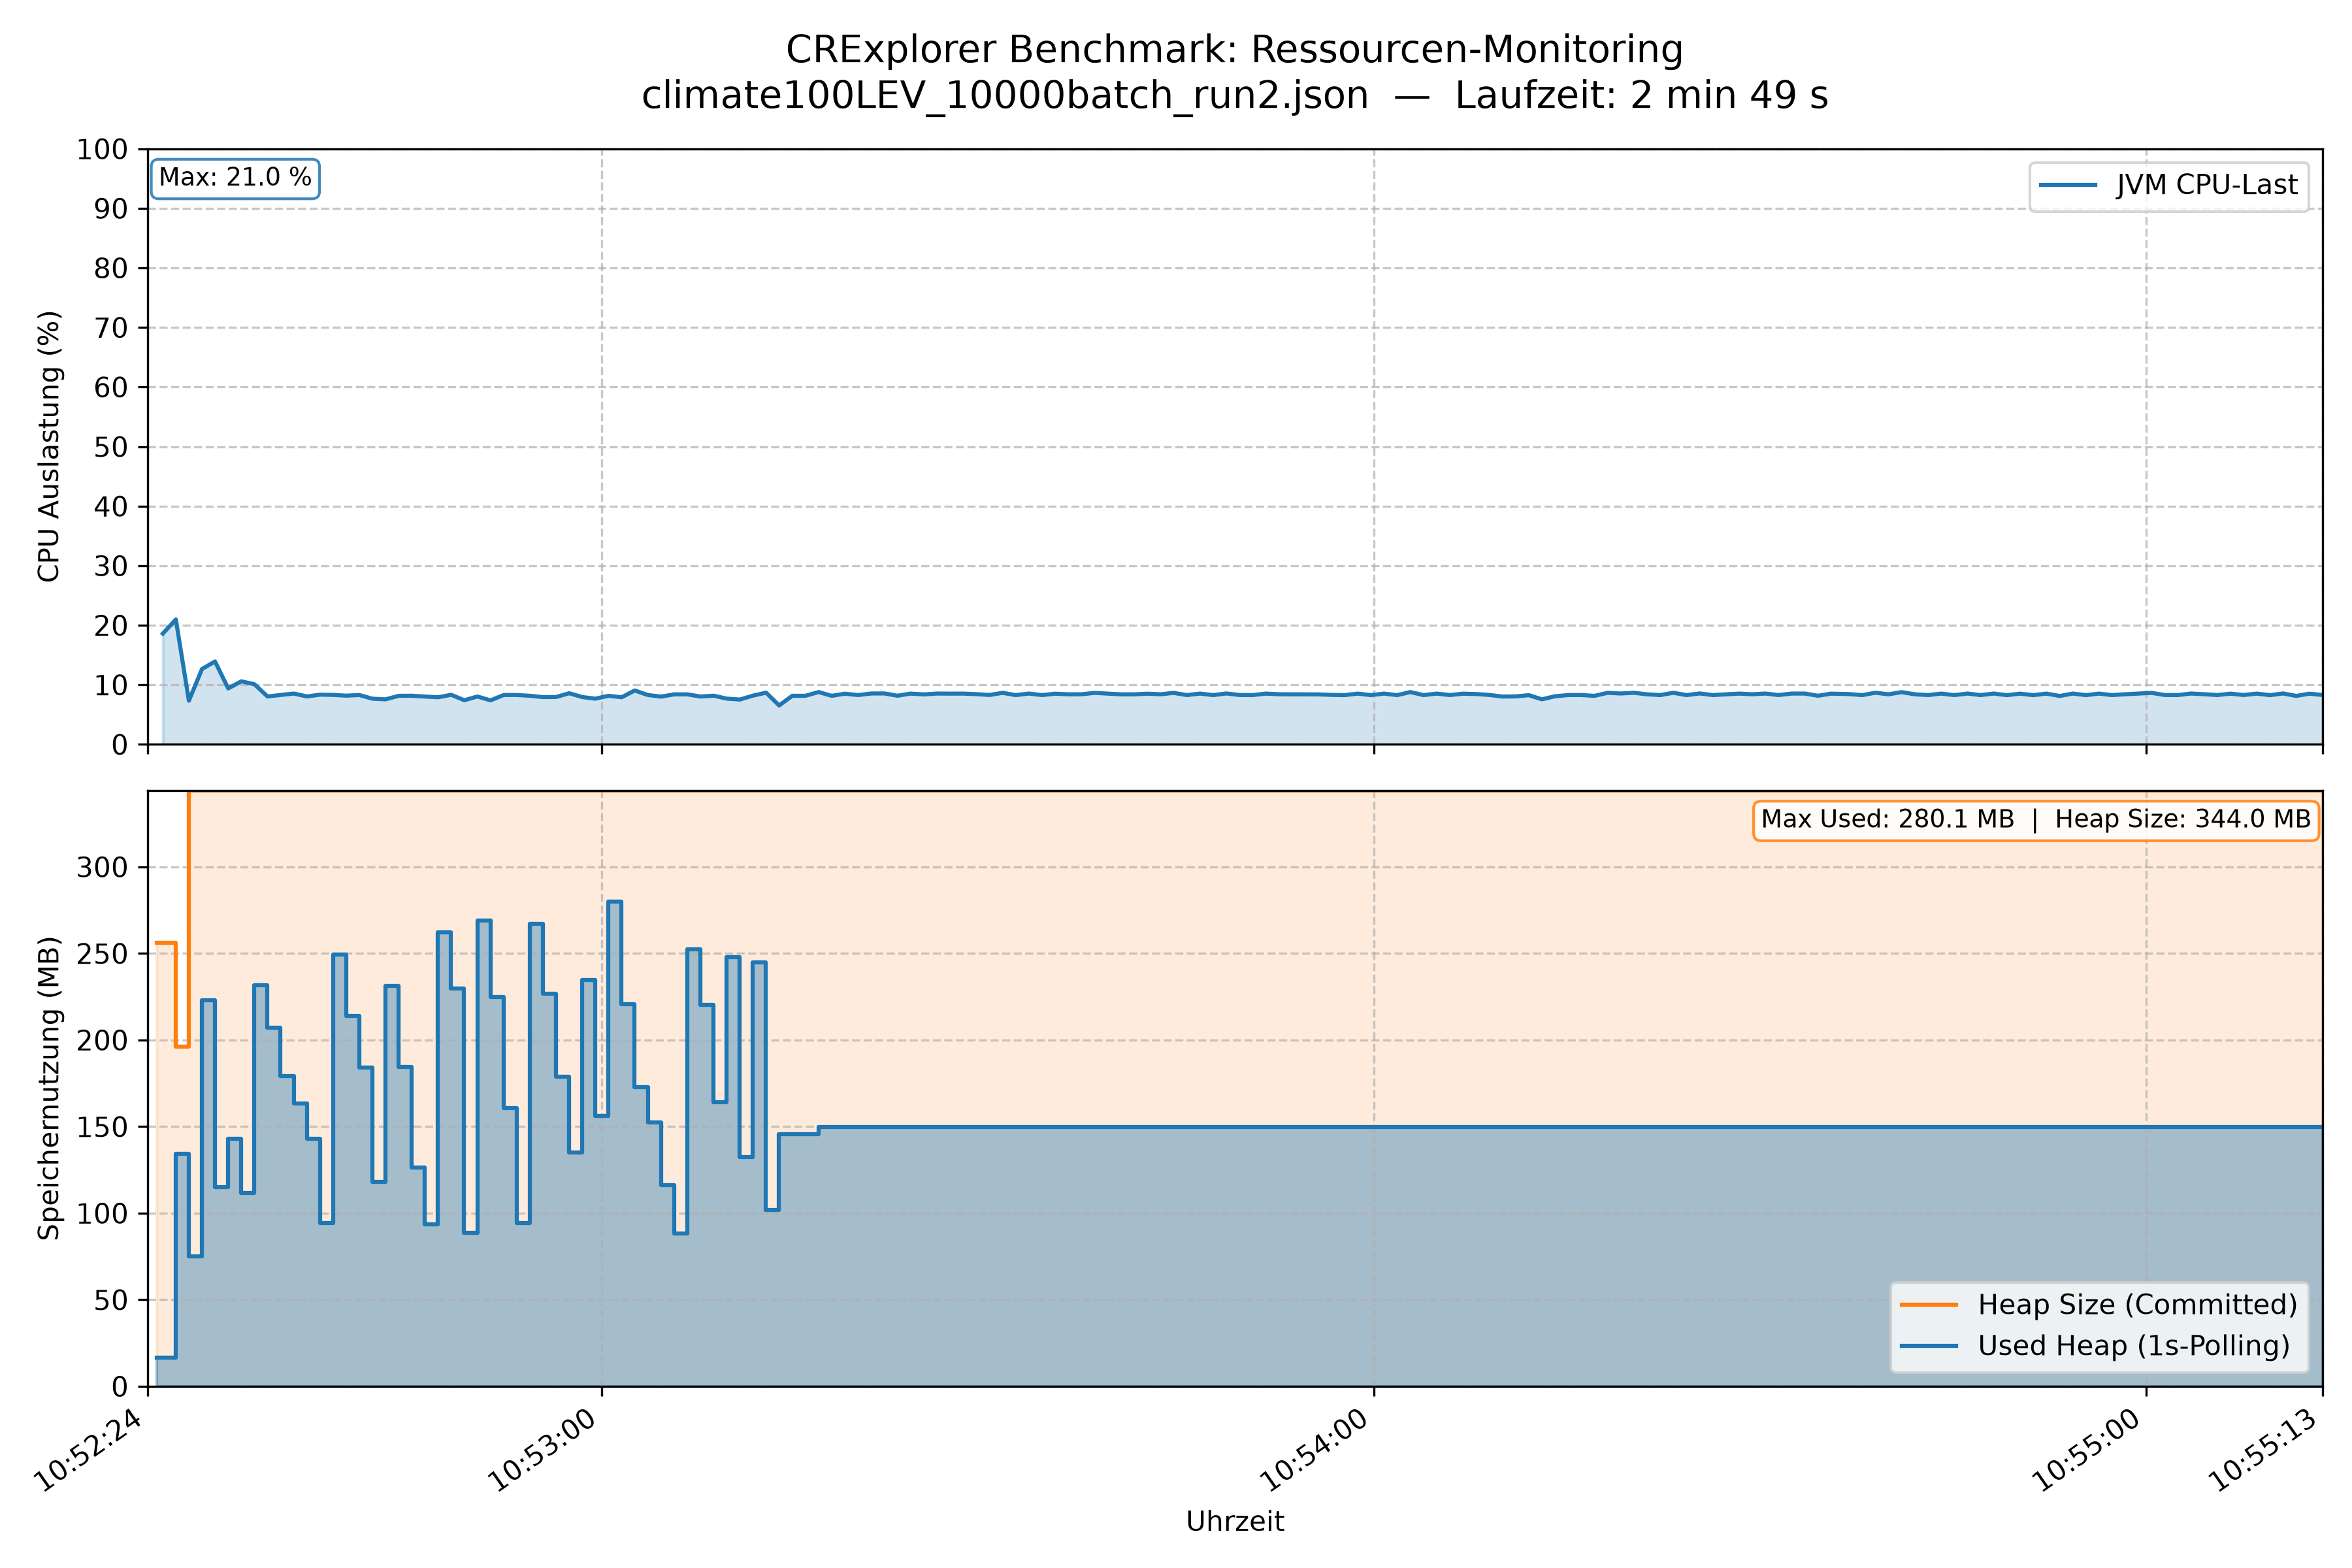 CRExplorer Benchmark: Ressourcen-Monitoring
climate100LEV_10000batch_run2.json — Laufzeit: 2 min 49 s
100
90
80
70
60
50
40
30
20
10
0
CPU Auslastung (%)
Max: 21.0 %
JVM CPU-Last
300
250
200
150
100
50
0
Speichernutzung (MB)
Max Used: 280.1 MB | Heap Size: 344.0 MB
Heap Size (Committed)
Used Heap (1s-Polling)
10:52:24
10:53:00
10:54:00
10:55:00
10:55:13
Uhrzeit